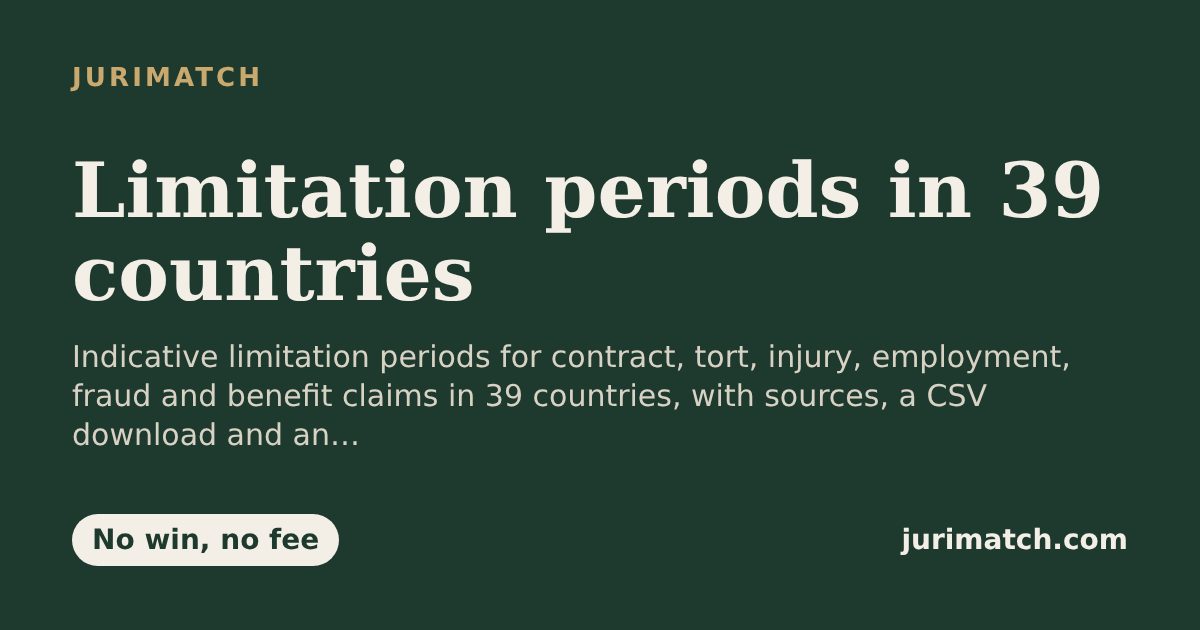 JURIMATCH
Limitation periods in 39
countries
Indicative limitation periods for contract, tort, injury, employment,
fraud and benefit claims in 39 countries, with sources, a CSV
download and an…
No win, no fee
jurimatch.com